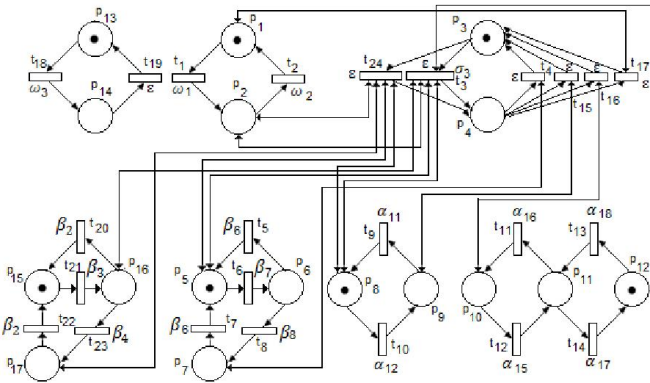 p13
p1
p3
t18
t19
t1
t2
t24
ε
σ3
t3
t4
ε
ε
t17
ε
ε
ε
ω3
p14
ε
ω1
p2
ω2
p4
t15
t16
β2
t20
β6
t5
α11
t9
α16
t11
α18
t13
p15
t21
β3
p16
p5
t6
β7
p6
p8
p9
p10
p11
p12
β2
t22
t23
β4
β6
t7
t8
β8
t10
α12
t12
α15
t14
α17
p17
p7